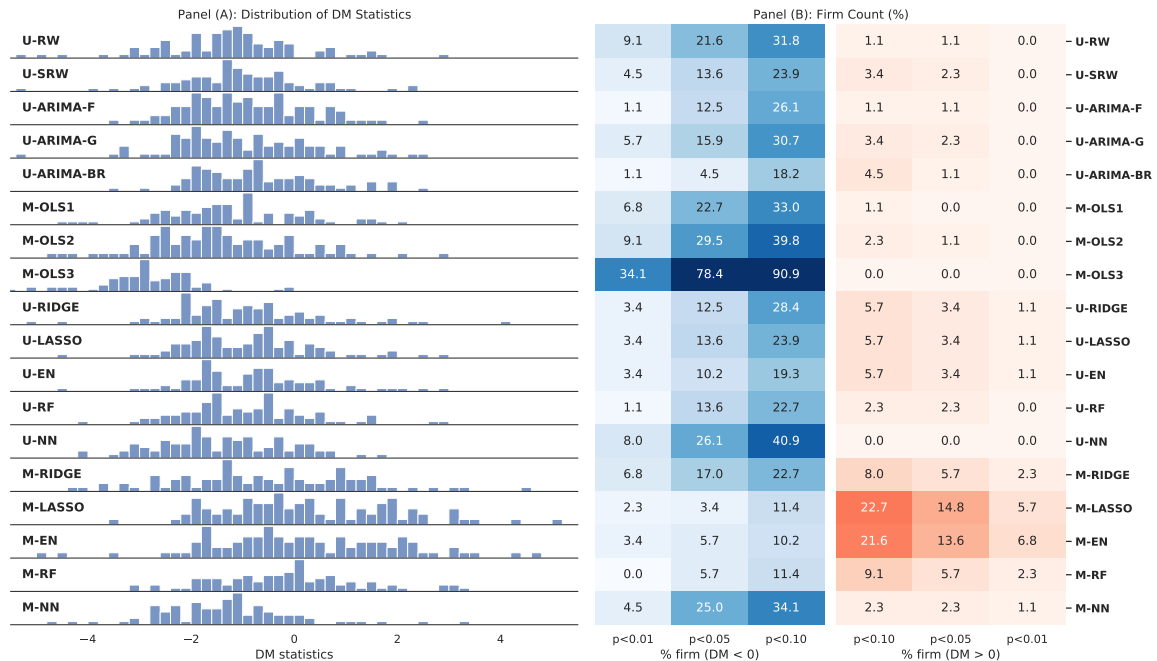 Panel (A): Distribution of DM Statistics
Panel (B): Firm Count (%)
U-RW 9.1 21.6 31.8 1.1 1.1 0.0 U-RW
U-SRW 4.5 13.6 23.9 3.4 2.3 0.0 U-SRW
U-ARIMA-F 1.1 12.5 26.1 1.1 1.1 0.0 U-ARIMA-F
U-ARIMA-G 5.7 15.9 30.7 3.4 2.3 0.0 U-ARIMA-G
U-ARIMA-BR 1.1 4.5 18.2 4.5 1.1 0.0 U-ARIMA-BR
M-OLS1 6.8 22.7 33.0 1.1 0.0 0.0 M-OLS1
M-OLS2 9.1 29.5 39.8 2.3 1.1 0.0 M-OLS2
M-OLS3 34.1 78.4 90.9 0.0 0.0 0.0 M-OLS3
U-RIDGE 3.4 12.5 28.4 5.7 3.4 1.1 U-RIDGE
U-LASSO 3.4 13.6 23.9 5.7 3.4 1.1 U-LASSO
U-EN 3.4 10.2 19.3 5.7 3.4 1.1 U-EN
U-RF 1.1 13.6 22.7 2.3 2.3 0.0 U-RF
U-NN 8.0 26.1 40.9 0.0 0.0 0.0 U-NN
M-RIDGE 6.8 17.0 22.7 8.0 5.7 2.3 M-RIDGE
M-LASSO 2.3 3.4 11.4 22.7 14.8 5.7 M-LASSO
M-EN 3.4 5.7 10.2 21.6 13.6 6.8 M-EN
M-RF 0.0 5.7 11.4 9.1 5.7 2.3 M-RF
M-NN 4.5 25.0 34.1 2.3 2.3 1.1 M-NN
−4 −2 0 2 4 p<0.01 p<0.05 p<0.10 p<0.10 p<0.05 p<0.01
DM statistics % firm (DM < 0) % firm (DM > 0)